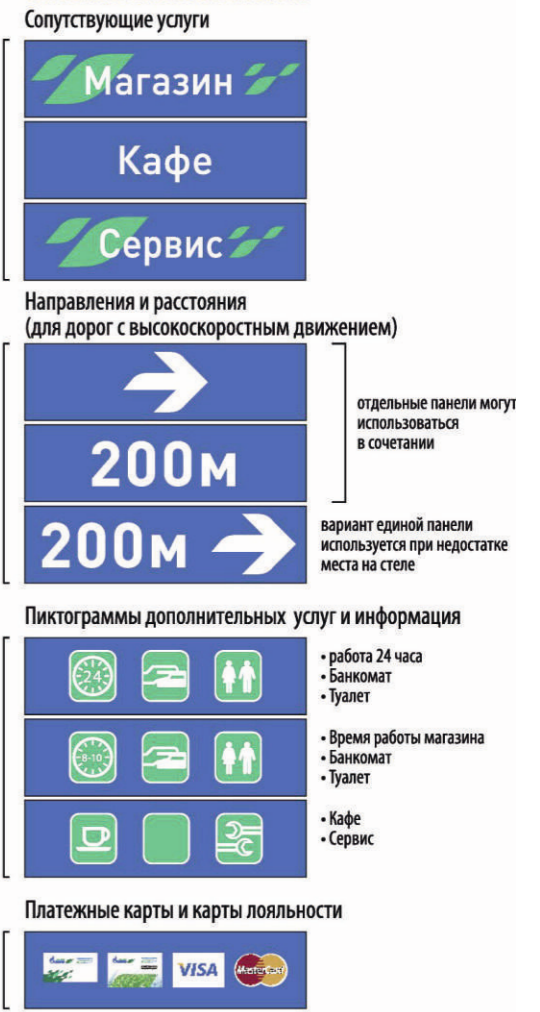 Сопутствующие услуги
Магазин
Кафе
Сервис
Направления и расстояния
(для дорог с высокоскоростным движением)
200м
отдельные панели могут
использоваться
в сочетании
200м
вариант единой панели
используется при недостатке
места на стеле
Пиктограммы дополнительных услуг и информация
24
• работа 24 часа
• Банкомат
• Туалет
8-10
• Время работы магазина
• Банкомат
• Туалет
• Кафе
• Сервис
Платежные карты и карты лояльности
VISA
MasterCard